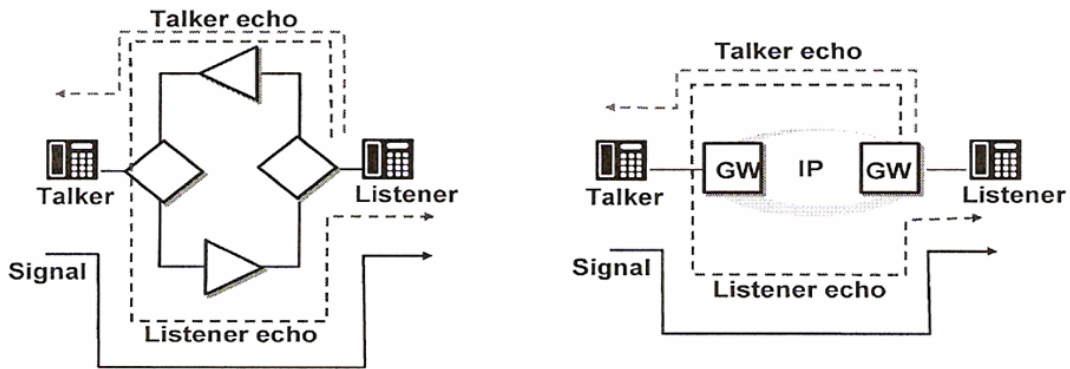 Talker echo
Talker
Listener
Signal
Listener echo
Talker echo
Talker
GW
IP
GW
Listener
Signal
Listener echo